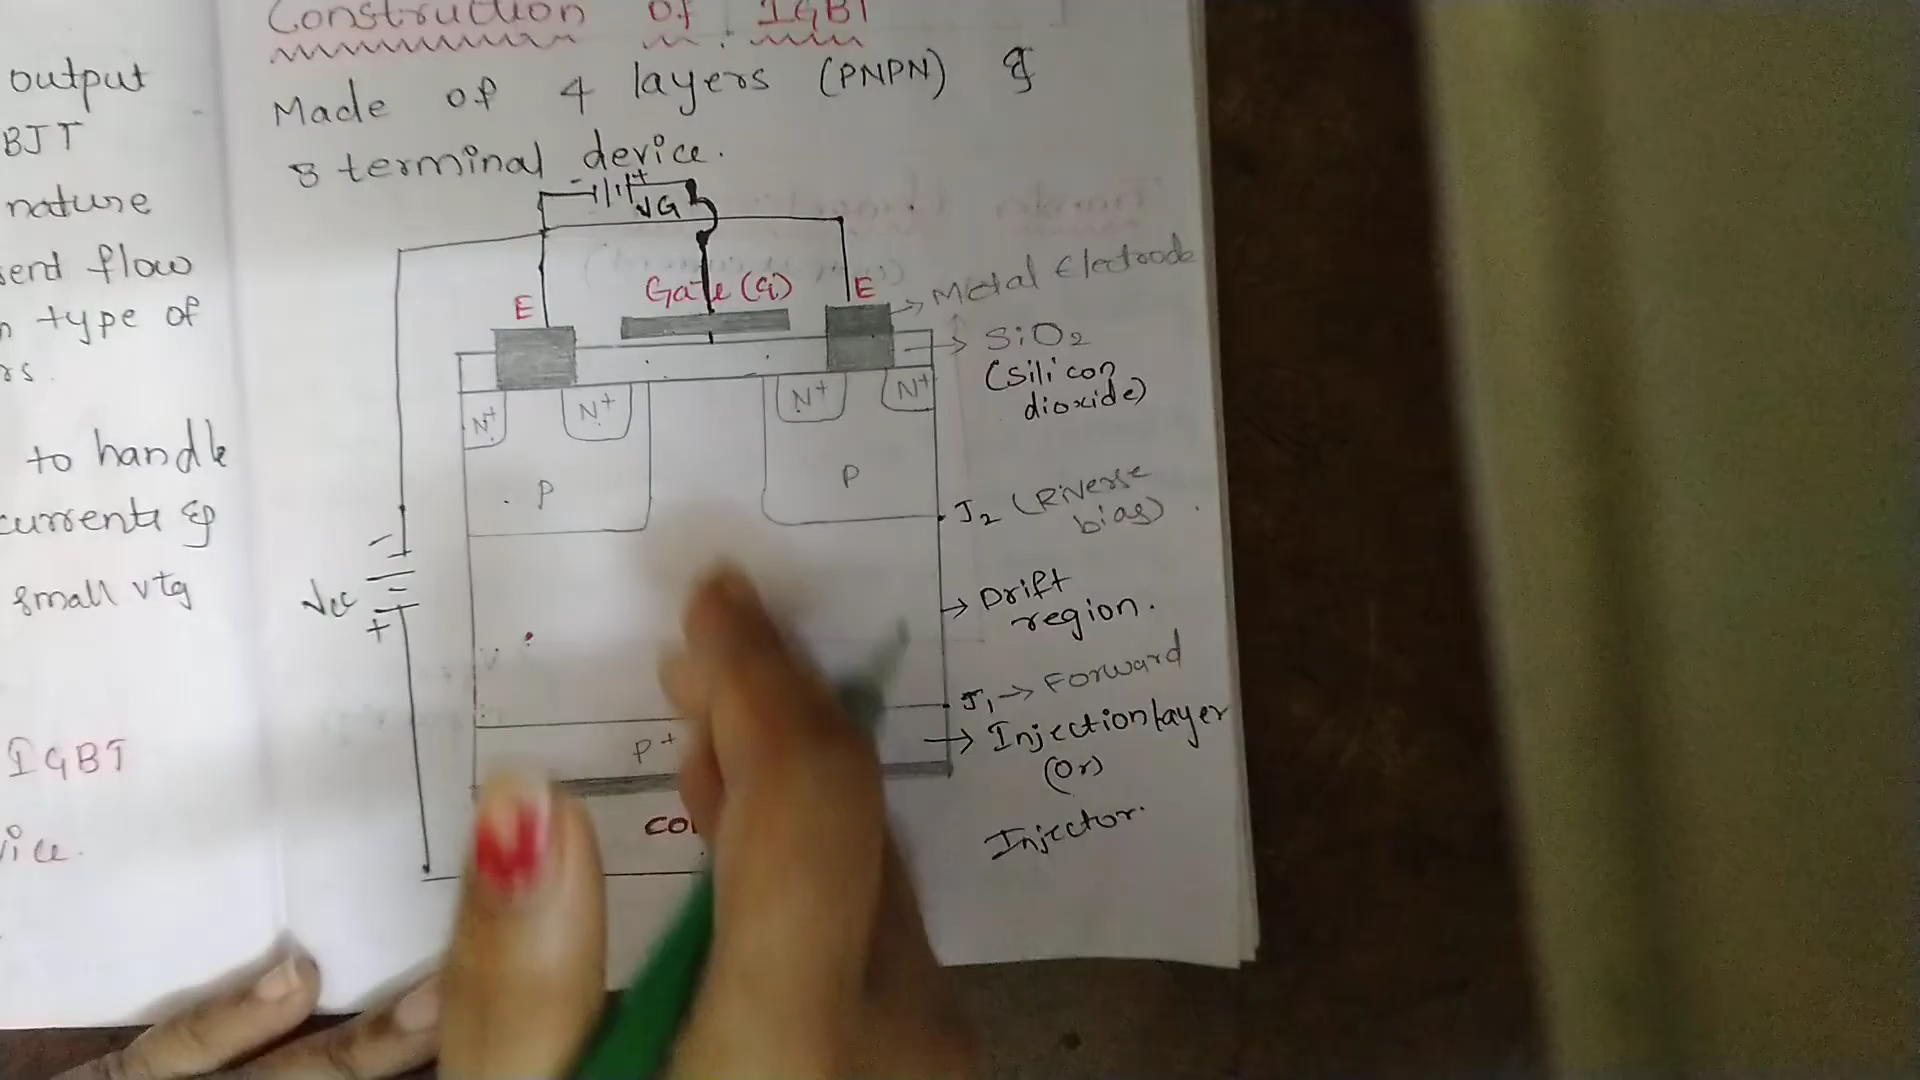 output
BJT
nature
flow
type of
to handle
current &
small vtg
IGBT
Construction of IGBT
Made of 4 layers (PNPN) &
3 terminal device.
- +
VG
E
Gate (G)
E
Metal Electrode
SiO2
(Silicon
dioxide)
N+
N+
N+
N+
P
P
J2 (Riverse
bias)
Drift
region.
-
Vcc
+
J1 → Forward
P+
Injection layer
(Or)
Injector.